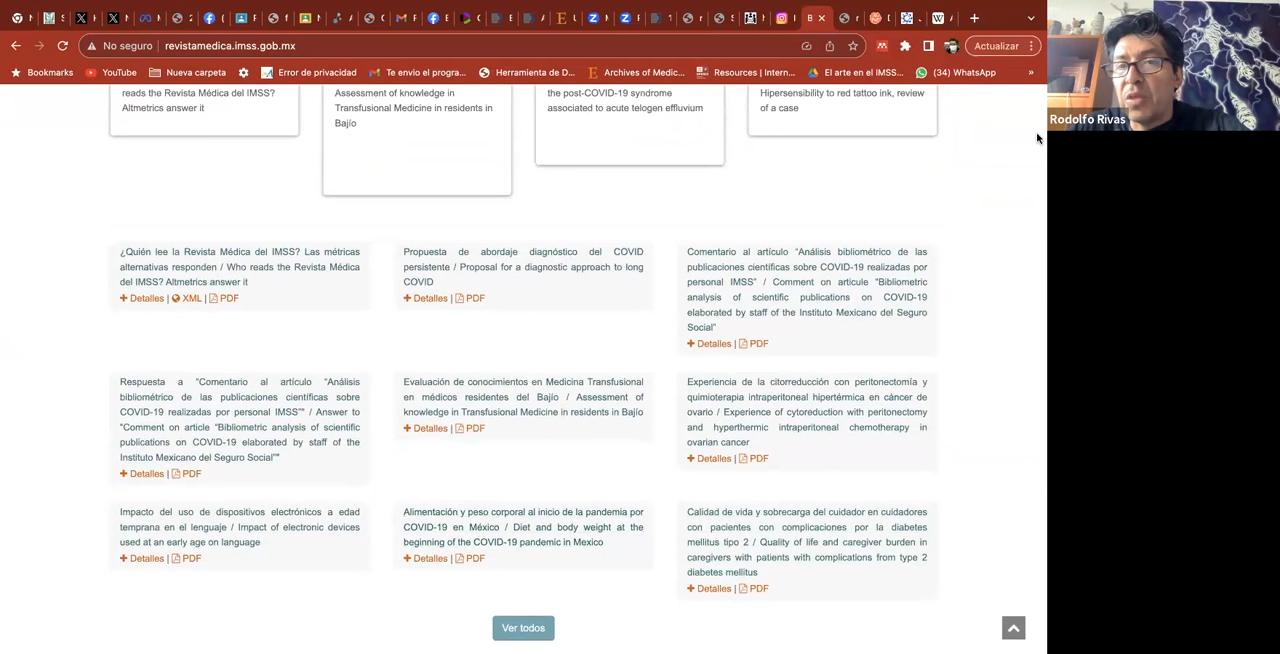 No seguro
revistamedica.imss.gob.mx
Actualizar
Bookmarks
YouTube
Nueva carpeta
Error de privacidad
Te envio el progra...
Herramienta de D...
Archives of Medic...
Resources | Intern...
El arte en el IMSS...
(34) WhatsApp
»
Rodolfo Rivas
reads the Revista Médica del IMSS?
Altmetrics answer it
Assessment of knowledge in
Transfusional Medicine in residents in
Bajío
the post-COVID-19 syndrome
associated to acute telogen effluvium
Hipersensibility to red tattoo ink, review
of a case
¿Quién lee la Revista Médica del IMSS? Las métricas
alternativas responden / Who reads the Revista Médica
del IMSS? Altmetrics answer it
+ Detalles | XML | PDF
Propuesta de abordaje diagnóstico del COVID
persistente / Proposal for a diagnostic approach to long
COVID
+ Detalles | PDF
Comentario al artículo “Análisis bibliométrico de las
publicaciones científicas sobre COVID-19 realizadas por
personal IMSS” / Comment on articule “Bibliometric
analysis of scientific publications on COVID-19
elaborated by staff of the Instituto Mexicano del Seguro
Social”
+ Detalles | PDF
Respuesta a “Comentario al artículo “Análisis
bibliométrico de las publicaciones científicas sobre
COVID-19 realizadas por personal IMSS”” / Answer to
“Comment on article “Bibliometric analysis of scientific
publications on COVID-19 elaborated by staff of the
Instituto Mexicano del Seguro Social””
+ Detalles | PDF
Evaluación de conocimientos en Medicina Transfusional
en médicos residentes del Bajío / Assessment of
knowledge in Transfusional Medicine in residents in Bajío
+ Detalles | PDF
Experiencia de la citorreducción con peritonectomía y
quimioterapia intraperitoneal hipertérmica en cáncer de
ovario / Experience of cytoreduction with peritonectomy
and hyperthermic intraperitoneal chemotherapy in
ovarian cancer
+ Detalles | PDF
Impacto del uso de dispositivos electrónicos a edad
temprana en el lenguaje / Impact of electronic devices
used at an early age on language
+ Detalles | PDF
Alimentación y peso corporal al inicio de la pandemia por
COVID-19 en México / Diet and body weight at the
beginning of the COVID-19 pandemic in Mexico
+ Detalles | PDF
Calidad de vida y sobrecarga del cuidador en cuidadores
con pacientes con complicaciones por la diabetes
mellitus tipo 2 / Quality of life and caregiver burden in
caregivers with patients with complications from type 2
diabetes mellitus
+ Detalles | PDF
Ver todos